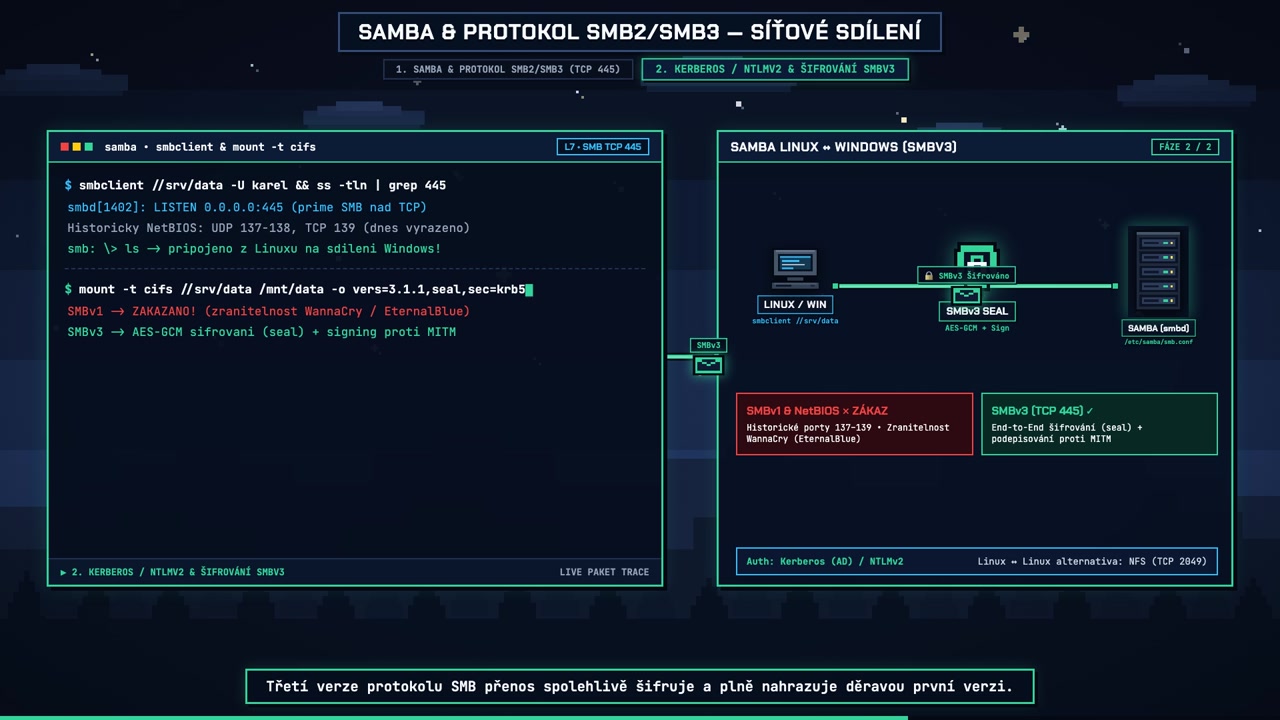 SAMBA & PROTOKOL SMB2/SMB3 — SÍŤOVÉ SDÍLENÍ
1. SAMBA & PROTOKOL SMB2/SMB3 (TCP 445)
2. KERBEROS / NTLMV2 & ŠIFROVÁNÍ SMBV3
samba • smbclient & mount -t cifs
L7 • SMB TCP 445
$ smbclient //srv/data -U karel && ss -tln | grep 445
smbd[1402]: LISTEN 0.0.0.0:445 (prime SMB nad TCP)
Historicky NetBIOS: UDP 137-138, TCP 139 (dnes vyrazeno)
smb: \> ls → pripojeno z Linuxu na sdileni Windows!
$ mount -t cifs //srv/data /mnt/data -o vers=3.1.1,seal,sec=krb5
SMBv1 → ZAKAZANO! (zranitelnost WannaCry / EternalBlue)
SMBv3 → AES-GCM sifrovani (seal) + signing proti MITM
▶ 2. KERBEROS / NTLMV2 & ŠIFROVÁNÍ SMBV3
LIVE PAKET TRACE
SMBv3
SAMBA LINUX ↔ WINDOWS (SMBV3)
FÁZE 2 / 2
🔒 SMBv3 Šifrováno
LINUX / WIN
smbclient //srv/data
SMBv3 SEAL
AES-GCM + Sign
SAMBA (smbd)
/etc/samba/smb.conf
SMBv1 & NetBIOS × ZÁKAZ
Historické porty 137–139 • Zranitelnost
WannaCry (EternalBlue)
SMBv3 (TCP 445) ✓
End-to-End šifrování (seal) +
podepisování proti MITM
Auth: Kerberos (AD) / NTLMv2
Linux ↔ Linux alternativa: NFS (TCP 2049)
Třetí verze protokolu SMB přenos spolehlivě šifruje a plně nahrazuje děravou první verzi.